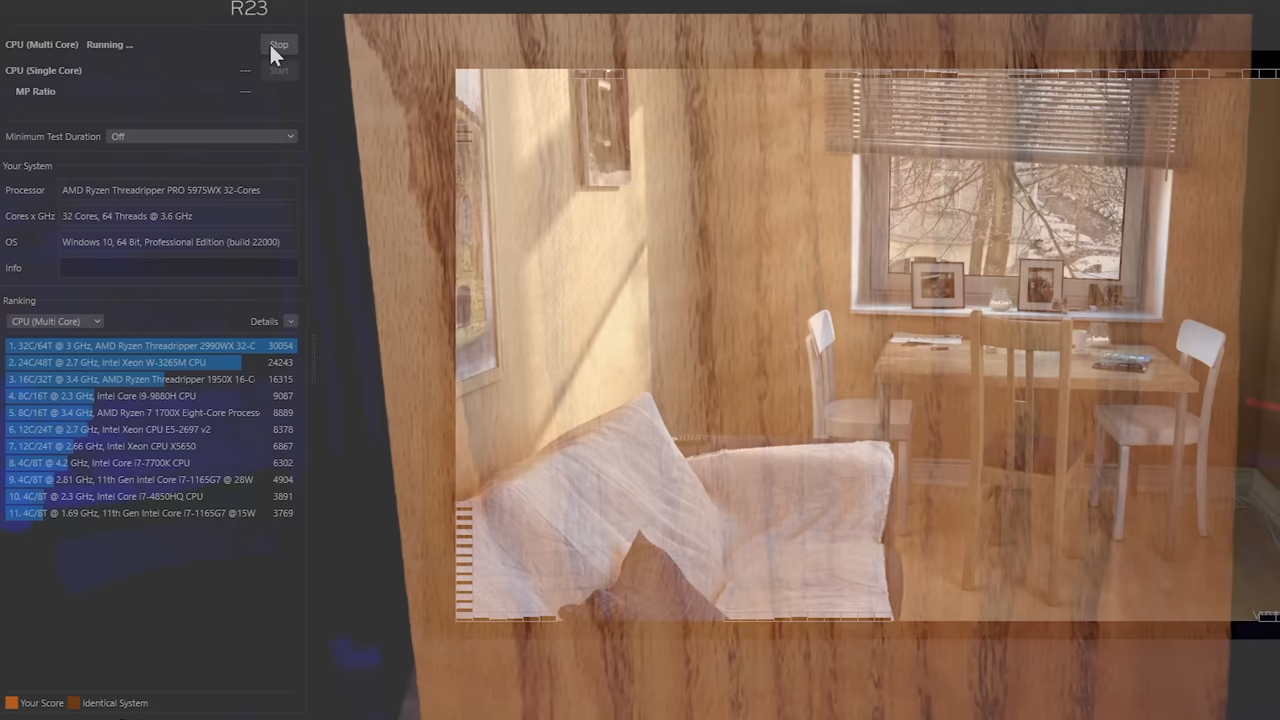 R23
CPU (Multi Core) Running ... Stop
CPU (Single Core) --- Start
MP Ratio ---
Minimum Test Duration Off
Your System
Processor AMD Ryzen Threadripper PRO 5975WX 32-Cores
Cores x GHz 32 Cores, 64 Threads @ 3.6 GHz
OS Windows 10, 64 Bit, Professional Edition (build 22000)
Info
Ranking
CPU (Multi Core) Details
1. 32C/64T @ 3 GHz, AMD Ryzen Threadripper 2990WX 32-C 30054
2. 24C/48T @ 2.7 GHz, Intel Xeon W-3265M CPU 24243
3. 16C/32T @ 3.4 GHz, AMD Ryzen Threadripper 1950X 16-C 16315
4. 8C/16T @ 2.3 GHz, Intel Core i9-9880H CPU 9087
5. 8C/16T @ 3.4 GHz, AMD Ryzen 7 1700X Eight-Core Process 8889
6. 12C/24T @ 2.7 GHz, Intel Xeon CPU E5-2697 v2 8378
7. 12C/24T @ 2.66 GHz, Intel Xeon CPU X5650 6867
8. 4C/8T @ 4.2 GHz, Intel Core i7-7700K CPU 6302
9. 4C/8T @ 2.81 GHz, 11th Gen Intel Core i7-1165G7 @ 28W 4904
10. 4C/8T @ 2.3 GHz, Intel Core i7-4850HQ CPU 3891
11. 4C/8T @ 1.69 GHz, 11th Gen Intel Core i7-1165G7 @15W 3769
Your Score Identical System